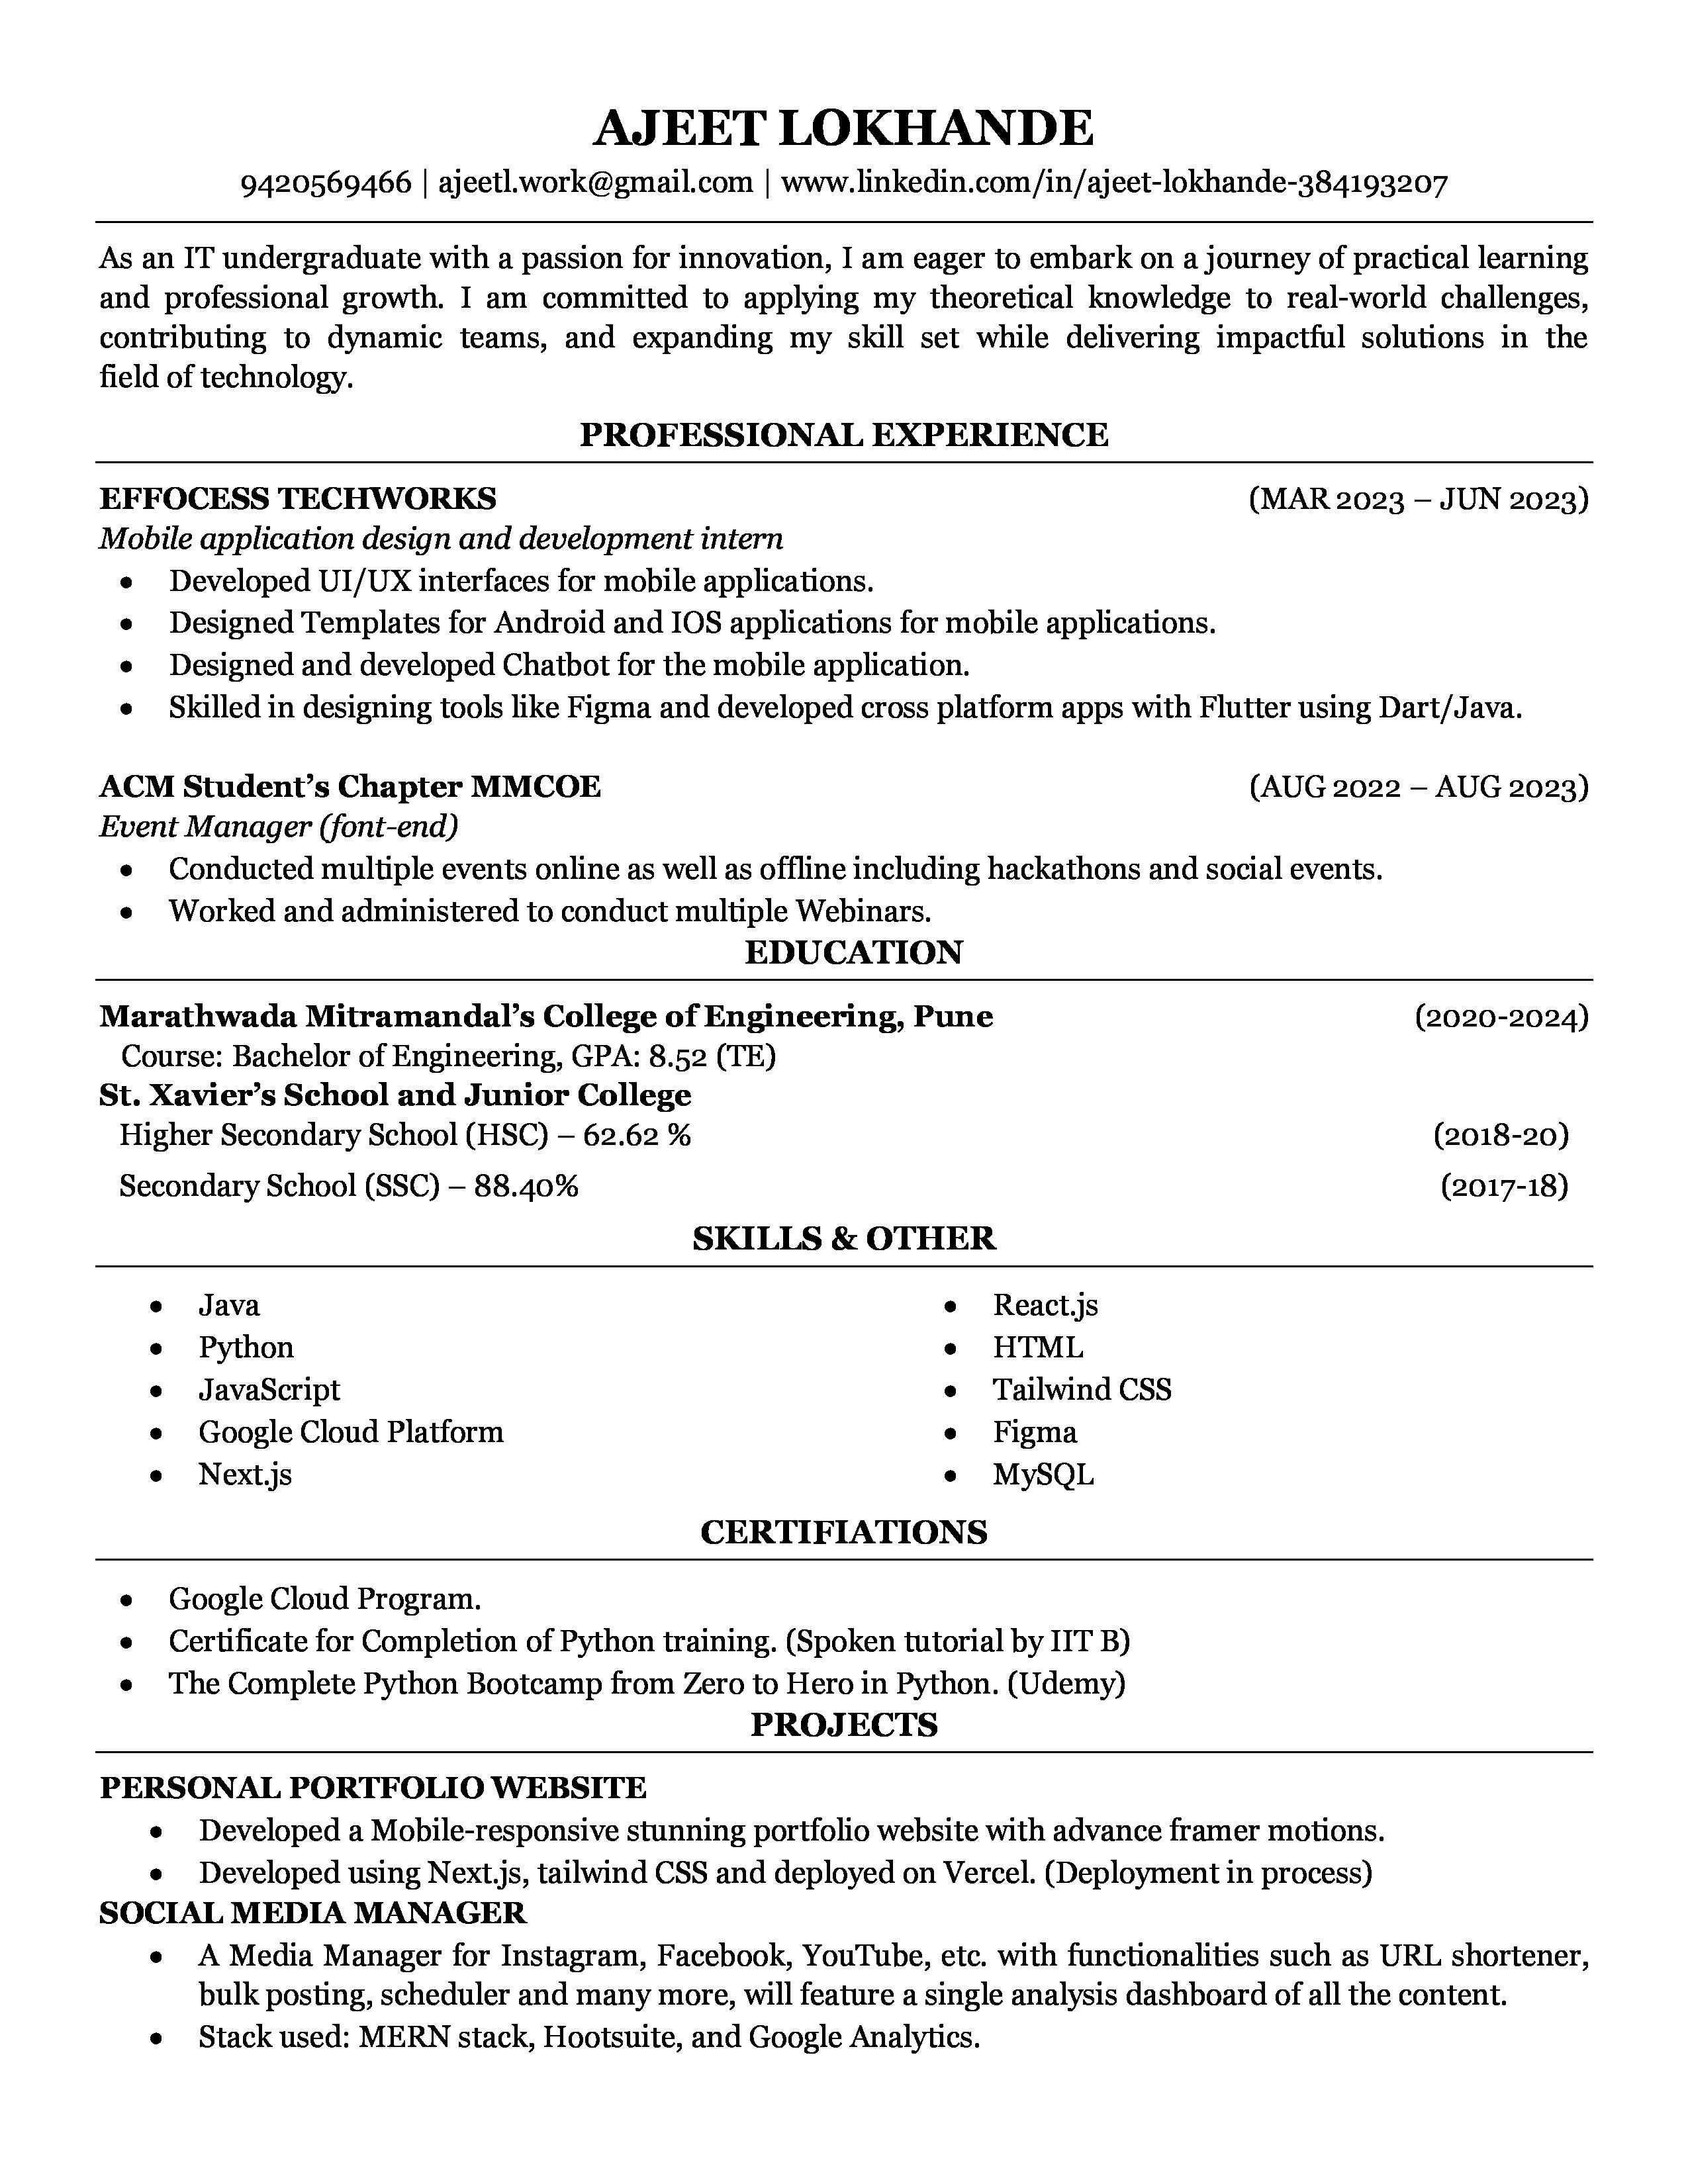 AJEET LOKHANDE
9420569466 | ajeetl.work@gmail.com | www.linkedin.com/in/ajeet-lokhande-384193207
As an IT undergraduate with a passion for innovation, I am eager to embark on a journey of practical learning
and professional growth. I am committed to applying my theoretical knowledge to real-world challenges,
contributing to dynamic teams, and expanding my skill set while delivering impactful solutions in the
field of technology.
PROFESSIONAL EXPERIENCE
EFFOCESS TECHWORKS (MAR 2023 – JUN 2023)
Mobile application design and development intern
• Developed UI/UX interfaces for mobile applications.
• Designed Templates for Android and IOS applications for mobile applications.
• Designed and developed Chatbot for the mobile application.
• Skilled in designing tools like Figma and developed cross platform apps with Flutter using Dart/Java.
ACM Student’s Chapter MMCOE (AUG 2022 – AUG 2023)
Event Manager (font-end)
• Conducted multiple events online as well as offline including hackathons and social events.
• Worked and administered to conduct multiple Webinars.
EDUCATION
Marathwada Mitramandal’s College of Engineering, Pune (2020-2024)
Course: Bachelor of Engineering, GPA: 8.52 (TE)
St. Xavier’s School and Junior College
Higher Secondary School (HSC) – 62.62 % (2018-20)
Secondary School (SSC) – 88.40% (2017-18)
SKILLS & OTHER
• Java
• Python
• JavaScript
• Google Cloud Platform
• Next.js
• React.js
• HTML
• Tailwind CSS
• Figma
• MySQL
CERTIFIATIONS
• Google Cloud Program.
• Certificate for Completion of Python training. (Spoken tutorial by IIT B)
• The Complete Python Bootcamp from Zero to Hero in Python. (Udemy)
PROJECTS
PERSONAL PORTFOLIO WEBSITE
• Developed a Mobile-responsive stunning portfolio website with advance framer motions.
• Developed using Next.js, tailwind CSS and deployed on Vercel. (Deployment in process)
SOCIAL MEDIA MANAGER
• A Media Manager for Instagram, Facebook, YouTube, etc. with functionalities such as URL shortener,
bulk posting, scheduler and many more, will feature a single analysis dashboard of all the content.
• Stack used: MERN stack, Hootsuite, and Google Analytics.